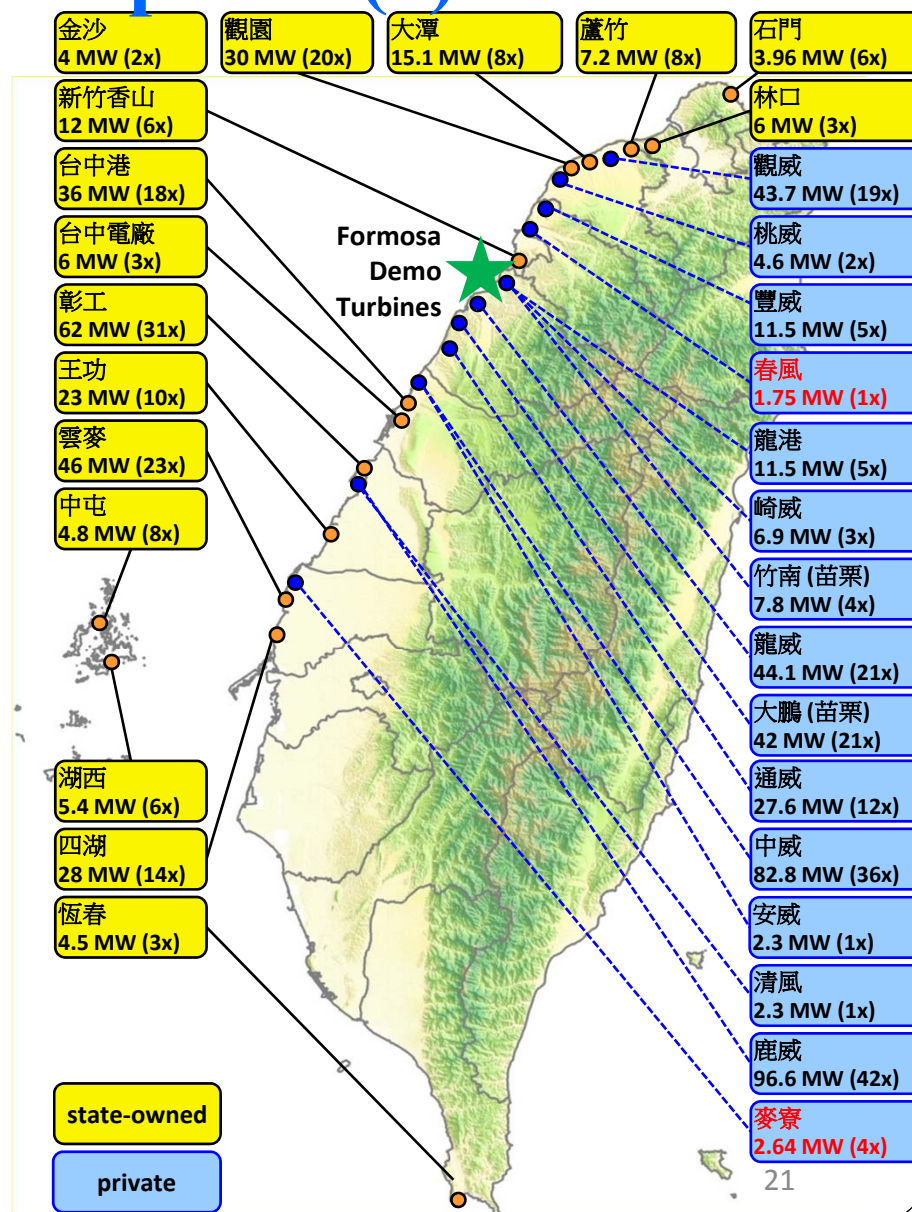 金沙
4 MW (2x)
觀園
30 MW (20x)
大潭
15.1 MW (8x)
蘆竹
7.2 MW (8x)
石門
3.96 MW (6x)
新竹香山
12 MW (6x)
台中港
36 MW (18x)
台中電廠
6 MW (3x)
彰工
62 MW (31x)
王功
23 MW (10x)
雲麥
46 MW (23x)
中屯
4.8 MW (8x)
湖西
5.4 MW (6x)
四湖
28 MW (14x)
恆春
4.5 MW (3x)
Formosa
Demo
Turbines
林口
6 MW (3x)
觀威
43.7 MW (19x)
桃威
4.6 MW (2x)
豐威
11.5 MW (5x)
春風
1.75 MW (1x)
龍港
11.5 MW (5x)
崎威
6.9 MW (3x)
竹南 (苗栗)
7.8 MW (4x)
龍威
44.1 MW (21x)
大鵬 (苗栗)
42 MW (21x)
通威
27.6 MW (12x)
中威
82.8 MW (36x)
安威
2.3 MW (1x)
清風
2.3 MW (1x)
鹿威
96.6 MW (42x)
麥寮
2.64 MW (4x)
state-owned
private
21